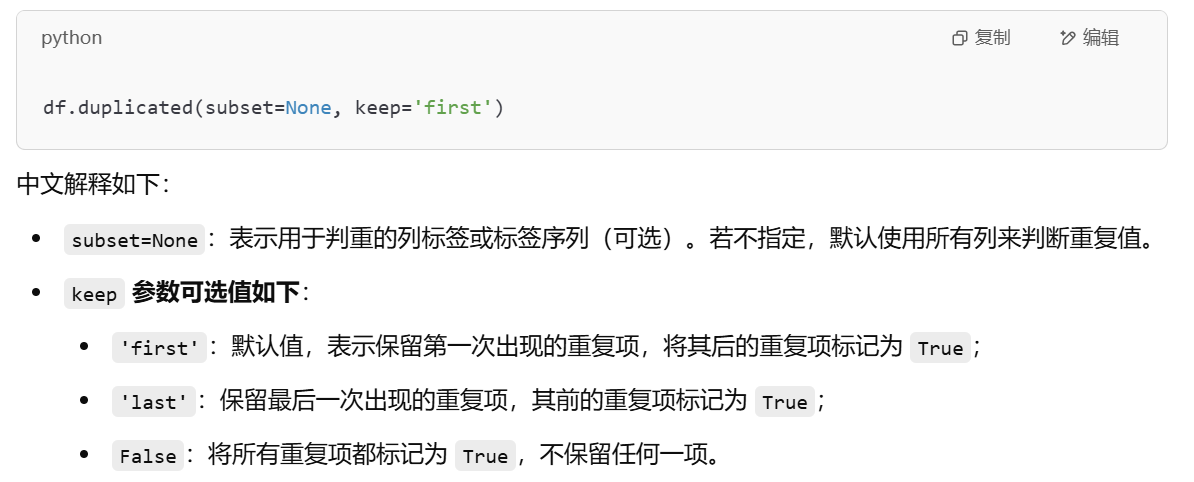 python 复制 编辑
df.duplicated(subset=None, keep='first')
中文解释如下：
• subset=None：表示用于判重的列标签或标签序列（可选）。若不指定，默认使用所有列来判断重复值。
• keep 参数可选值如下：
• 'first'：默认值，表示保留第一次出现的重复项，将其后的重复项标记为 True；
• 'last'：保留最后一次出现的重复项，其前的重复项标记为 True；
• False：将所有重复项都标记为 True，不保留任何一项。